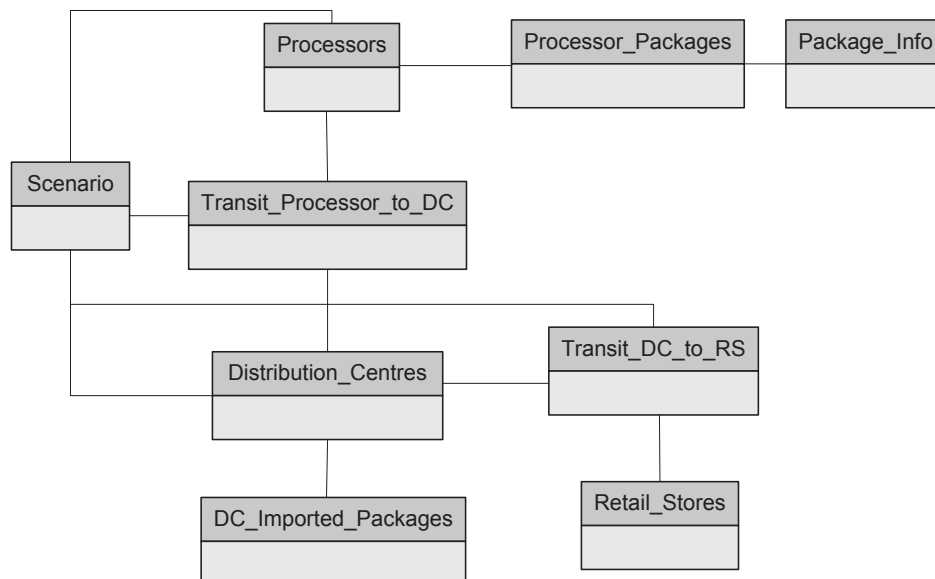 Processors
Processor_Packages
Package_Info
Scenario
Transit_Processor_to_DC
Transit_DC_to_RS
Distribution_Centres
Retail_Stores
DC_Imported_Packages